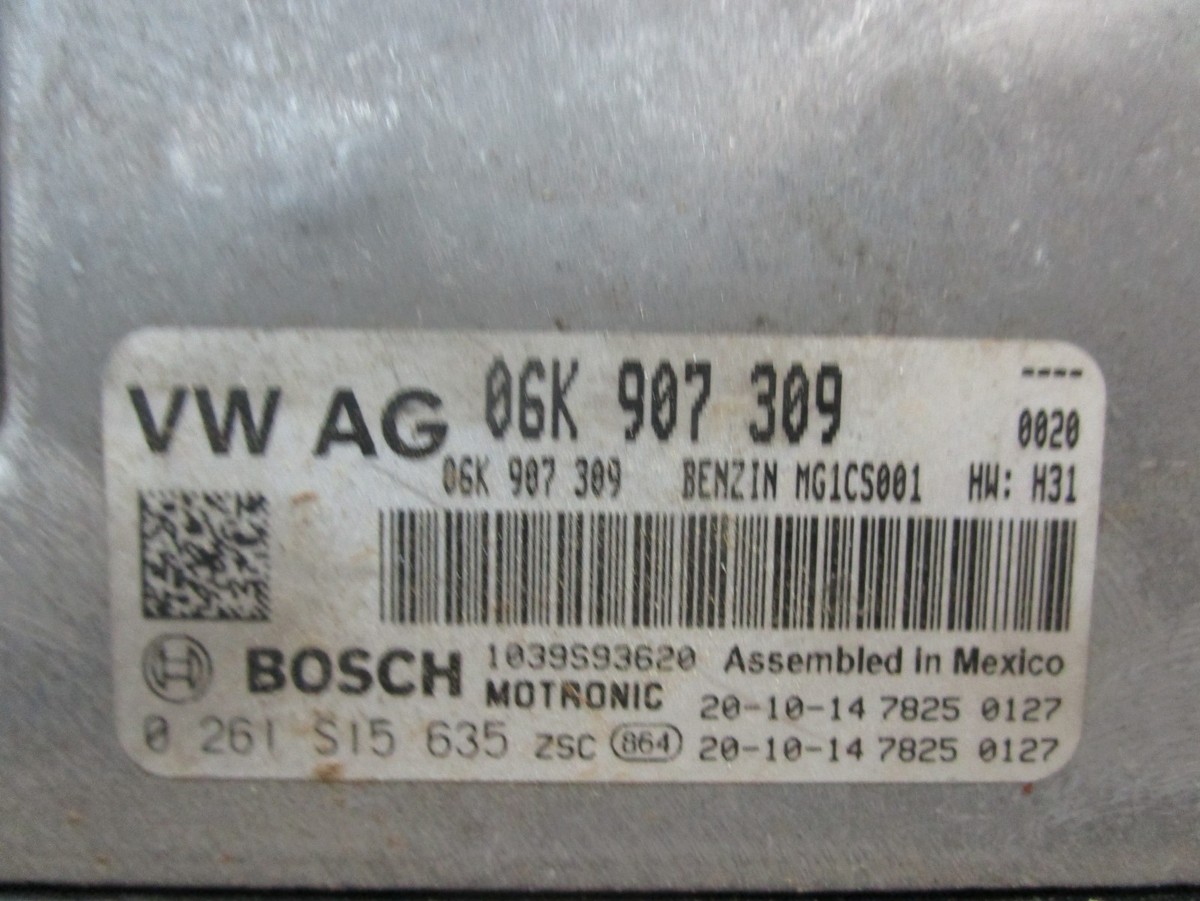 VW AG 06K 907 309 ----
0020
06K 907 309 BENZIN MG1CS001 HW: H31
BOSCH 1039S93620 Assembled in Mexico
MOTRONIC 20-10-14 7825 0127
0 261 S15 635 ZSC 864 20-10-14 7825 0127